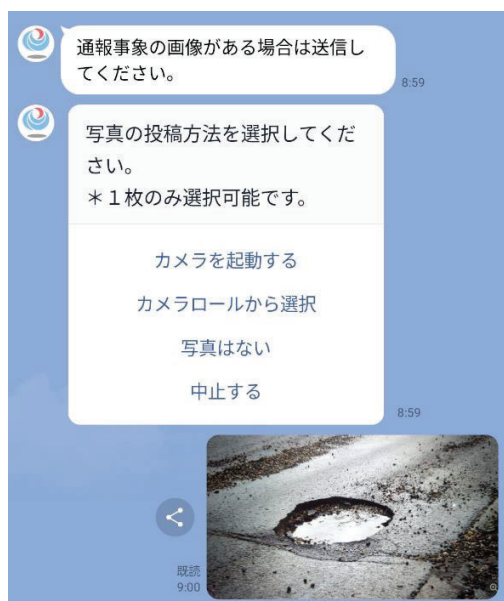 通報事象の画像がある場合は送信し
てください。
8:59
写真の投稿方法を選択してくだ
さい。
＊１枚のみ選択可能です。
カメラを起動する
カメラロールから選択
写真はない
中止する
8:59
既読
9:00